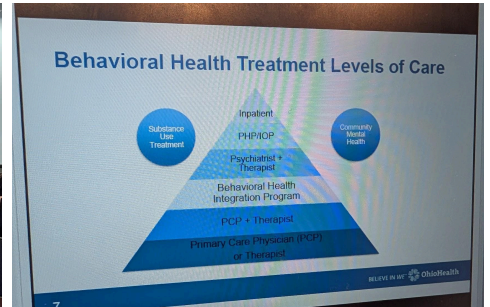 Behavioral Health Treatment Levels of Care
Substance
Use
Treatment
Community
Mental
Health
Inpatient
PHP/IOP
Psychiatrist +
Therapist
Behavioral Health
Integration Program
PCP + Therapist
Primary Care Physician (PCP)
or Therapist
BELIEVE IN WE OhioHealth
7